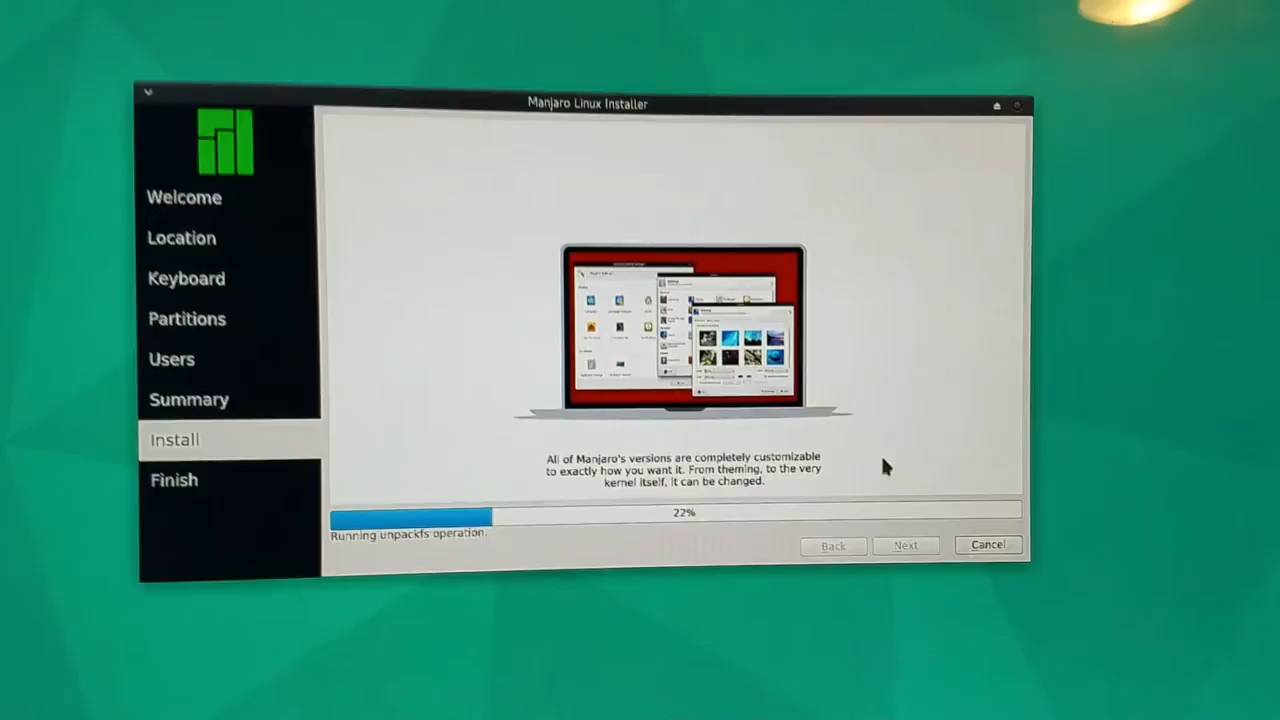 Manjaro Linux Installer
Welcome
Location
Keyboard
Partitions
Users
Summary
Install
Finish
All of Manjaro's versions are completely customizable
to exactly how you want it. From theming, to the very
kernel itself, it can be changed.
22%
Running unpackfs operation.
Back
Next
Cancel